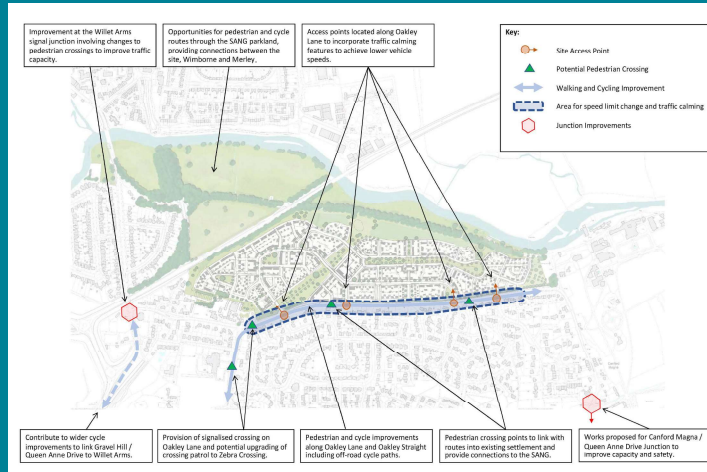 Improvement at the Willet Arms
signal junction involving changes to
pedestrian crossings to improve traffic
capacity.
Opportunities for pedestrian and cycle
routes through the SANG parkland,
providing connections between the
site, Wimborne and Merley.
Access points located along Oakley
Lane to incorporate traffic calming
features to achieve lower vehicle
speeds.
Key:
Site Access Point
Potential Pedestrian Crossing
Walking and Cycling Improvement
Area for speed limit change and traffic calming
Junction Improvements
Contribute to wider cycle
improvements to link Gravel Hill /
Queen Anne Drive to Willet Arms.
Provision of signalised crossing on
Oakley Lane and potential upgrading of
crossing patrol to Zebra Crossing.
Pedestrian and cycle improvements
along Oakley Lane and Oakley Straight
including off-road cycle paths.
Pedestrian crossing points to link with
routes into existing settlement and
provide connections to the SANG.
Works proposed for Canford Magna /
Queen Anne Drive Junction to
improve capacity and safety.